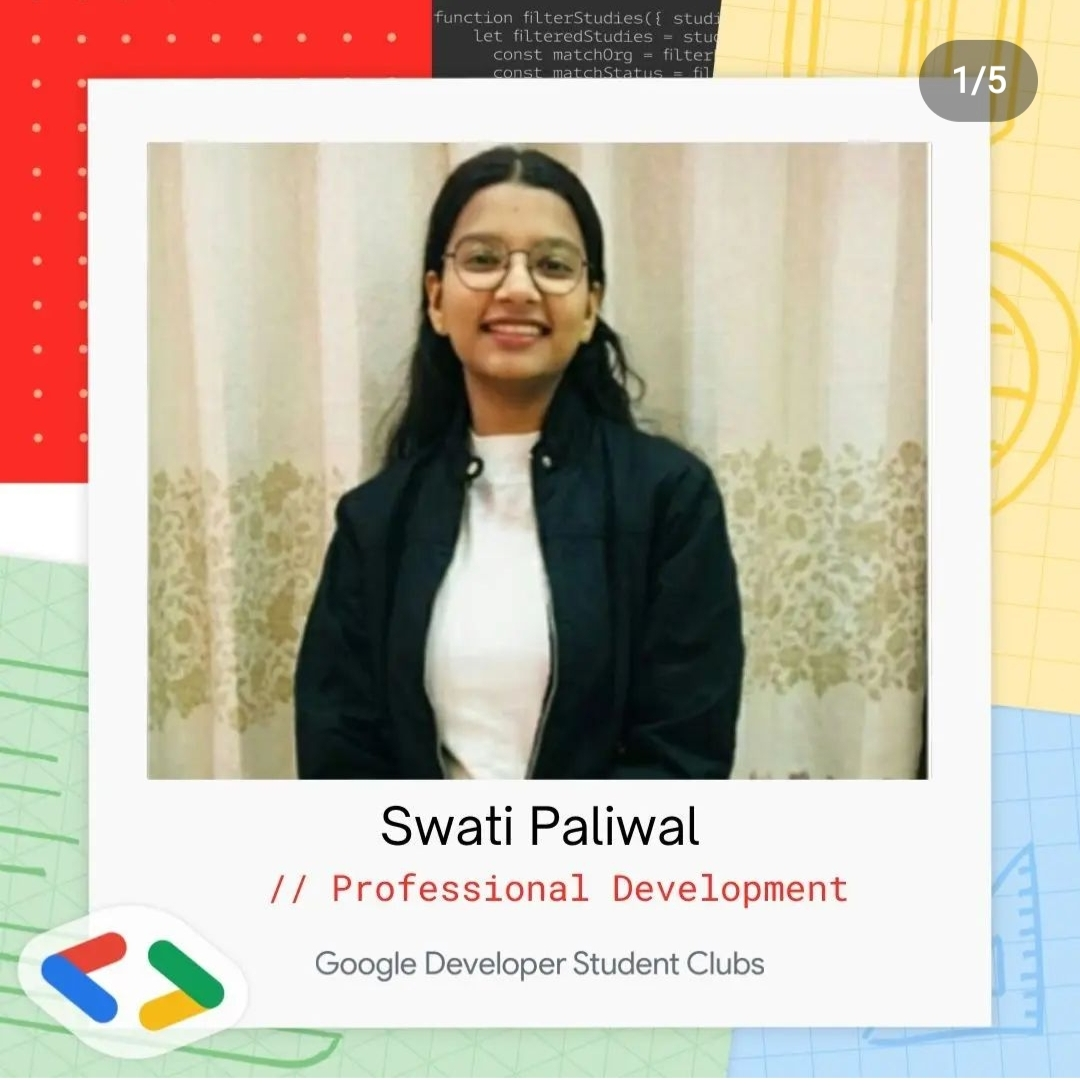 function filterStudies({ studi
let filteredStudies = stud
const matchOrg = filter
const matchStatus = fil
1/5
Swati Paliwal
// Professional Development
Google Developer Student Clubs